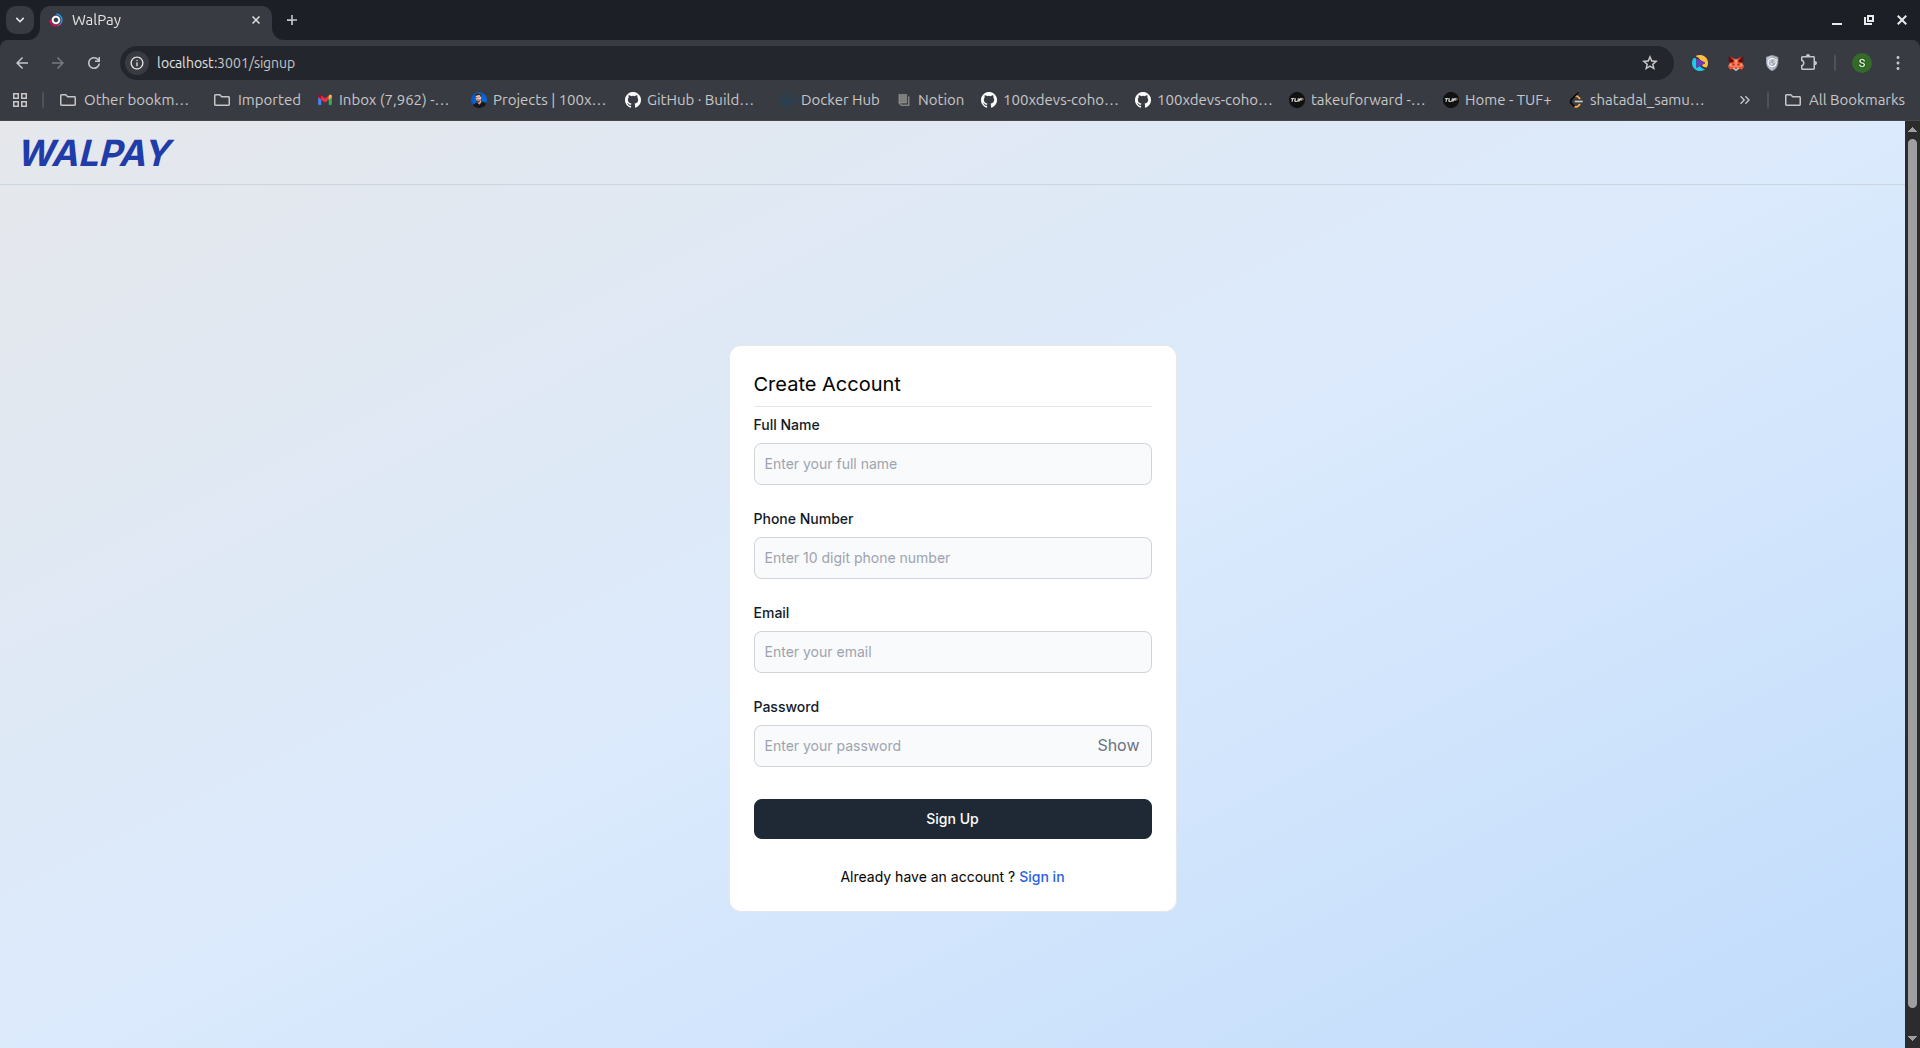 WalPay
localhost:3001/signup
Other bookm...
Imported
Inbox (7,962) -...
Projects | 100x...
GitHub · Build...
Docker Hub
Notion
100xdevs-coho...
100xdevs-coho...
takeuforward -...
Home - TUF+
shatadal_samu...
All Bookmarks
S
WALPAY
Create Account
Full Name
Enter your full name
Phone Number
Enter 10 digit phone number
Email
Enter your email
Password
Enter your password
Show
Sign Up
Already have an account ? Sign in